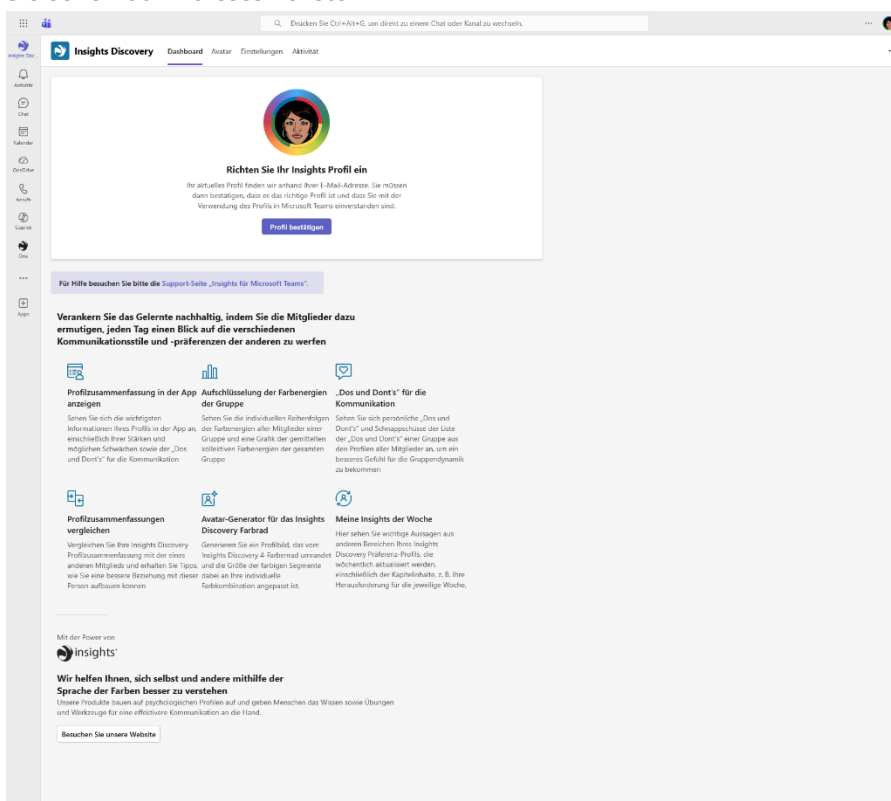 Drücken Sie Ctrl+Alt+G, um direkt zu einem Chat oder Kanal zu wechseln.
Insights Discovery
Dashboard Avatar Einstellungen Aktivität
Insights Disc...
Aktivität
Chat
Kalender
OneDrive
Anrufe
Copilot
Apps
Richten Sie Ihr Insights Profil ein
Ihr aktuelles Profil finden wir anhand Ihrer E-Mail-Adresse. Sie müssen
dann bestätigen, dass es das richtige Profil ist und dass Sie mit der
Verwendung des Profils in Microsoft Teams einverstanden sind.
Profil bestätigen
Für Hilfe besuchen Sie bitte die Support-Seite „Insights für Microsoft Teams“.
Verankern Sie das Gelernte nachhaltig, indem Sie die Mitglieder dazu
ermutigen, jeden Tag einen Blick auf die verschiedenen
Kommunikationsstile und -präferenzen der anderen zu werfen
Profilzusammenfassung in der App
anzeigen
Sehen Sie sich die wichtigsten
Informationen Ihres Profils in der App an,
einschließlich Ihrer Stärken und
möglichen Schwächen sowie der „Dos
und Dont's“ für die Kommunikation
Aufschlüsselung der Farbenergien
der Gruppe
Sehen Sie die individuellen Reihenfolgen
der Farbenergien aller Mitglieder einer
Gruppe und eine Grafik der gemittelten
kollektiven Farbenergien der gesamten
Gruppe
„Dos und Dont's“ für die
Kommunikation
Sehen Sie sich persönliche „Dos und
Dont's“ und Schnappschüsse der Liste
der „Dos und Dont's“ einer Gruppe aus
den Profilen aller Mitglieder an, um ein
besseres Gefühl für die Gruppendynamik
zu bekommen
Profilzusammenfassungen
vergleichen
Vergleichen Sie Ihre Insights Discovery
Profilzusammenfassung mit der eines
anderen Mitglieds und erhalten Sie Tipps,
wie Sie eine bessere Beziehung mit dieser
Person aufbauen können
Avatar-Generator für das Insights
Discovery Farbrad
Generieren Sie ein Profilbild, das vom
Insights Discovery 4-Farbenrad umrandet
und die Größe der farbigen Segmente
dabei an Ihre individuelle
Farbkombination angepasst ist.
Meine Insights der Woche
Hier sehen Sie wichtige Aussagen aus
anderen Bereichen Ihres Insights
Discovery Präferenz-Profils, die
wöchentlich aktualisiert werden,
einschließlich der Kapitelinhalte, z. B. Ihre
Herausforderung für die jeweilige Woche.
Mit der Power von
insights
Wir helfen Ihnen, sich selbst und andere mithilfe der
Sprache der Farben besser zu verstehen
Unsere Produkte bauen auf psychologischen Profilen auf und geben Menschen das Wissen sowie Übungen
und Werkzeuge für eine effektivere Kommunikation an die Hand.
Besuchen Sie unsere Website